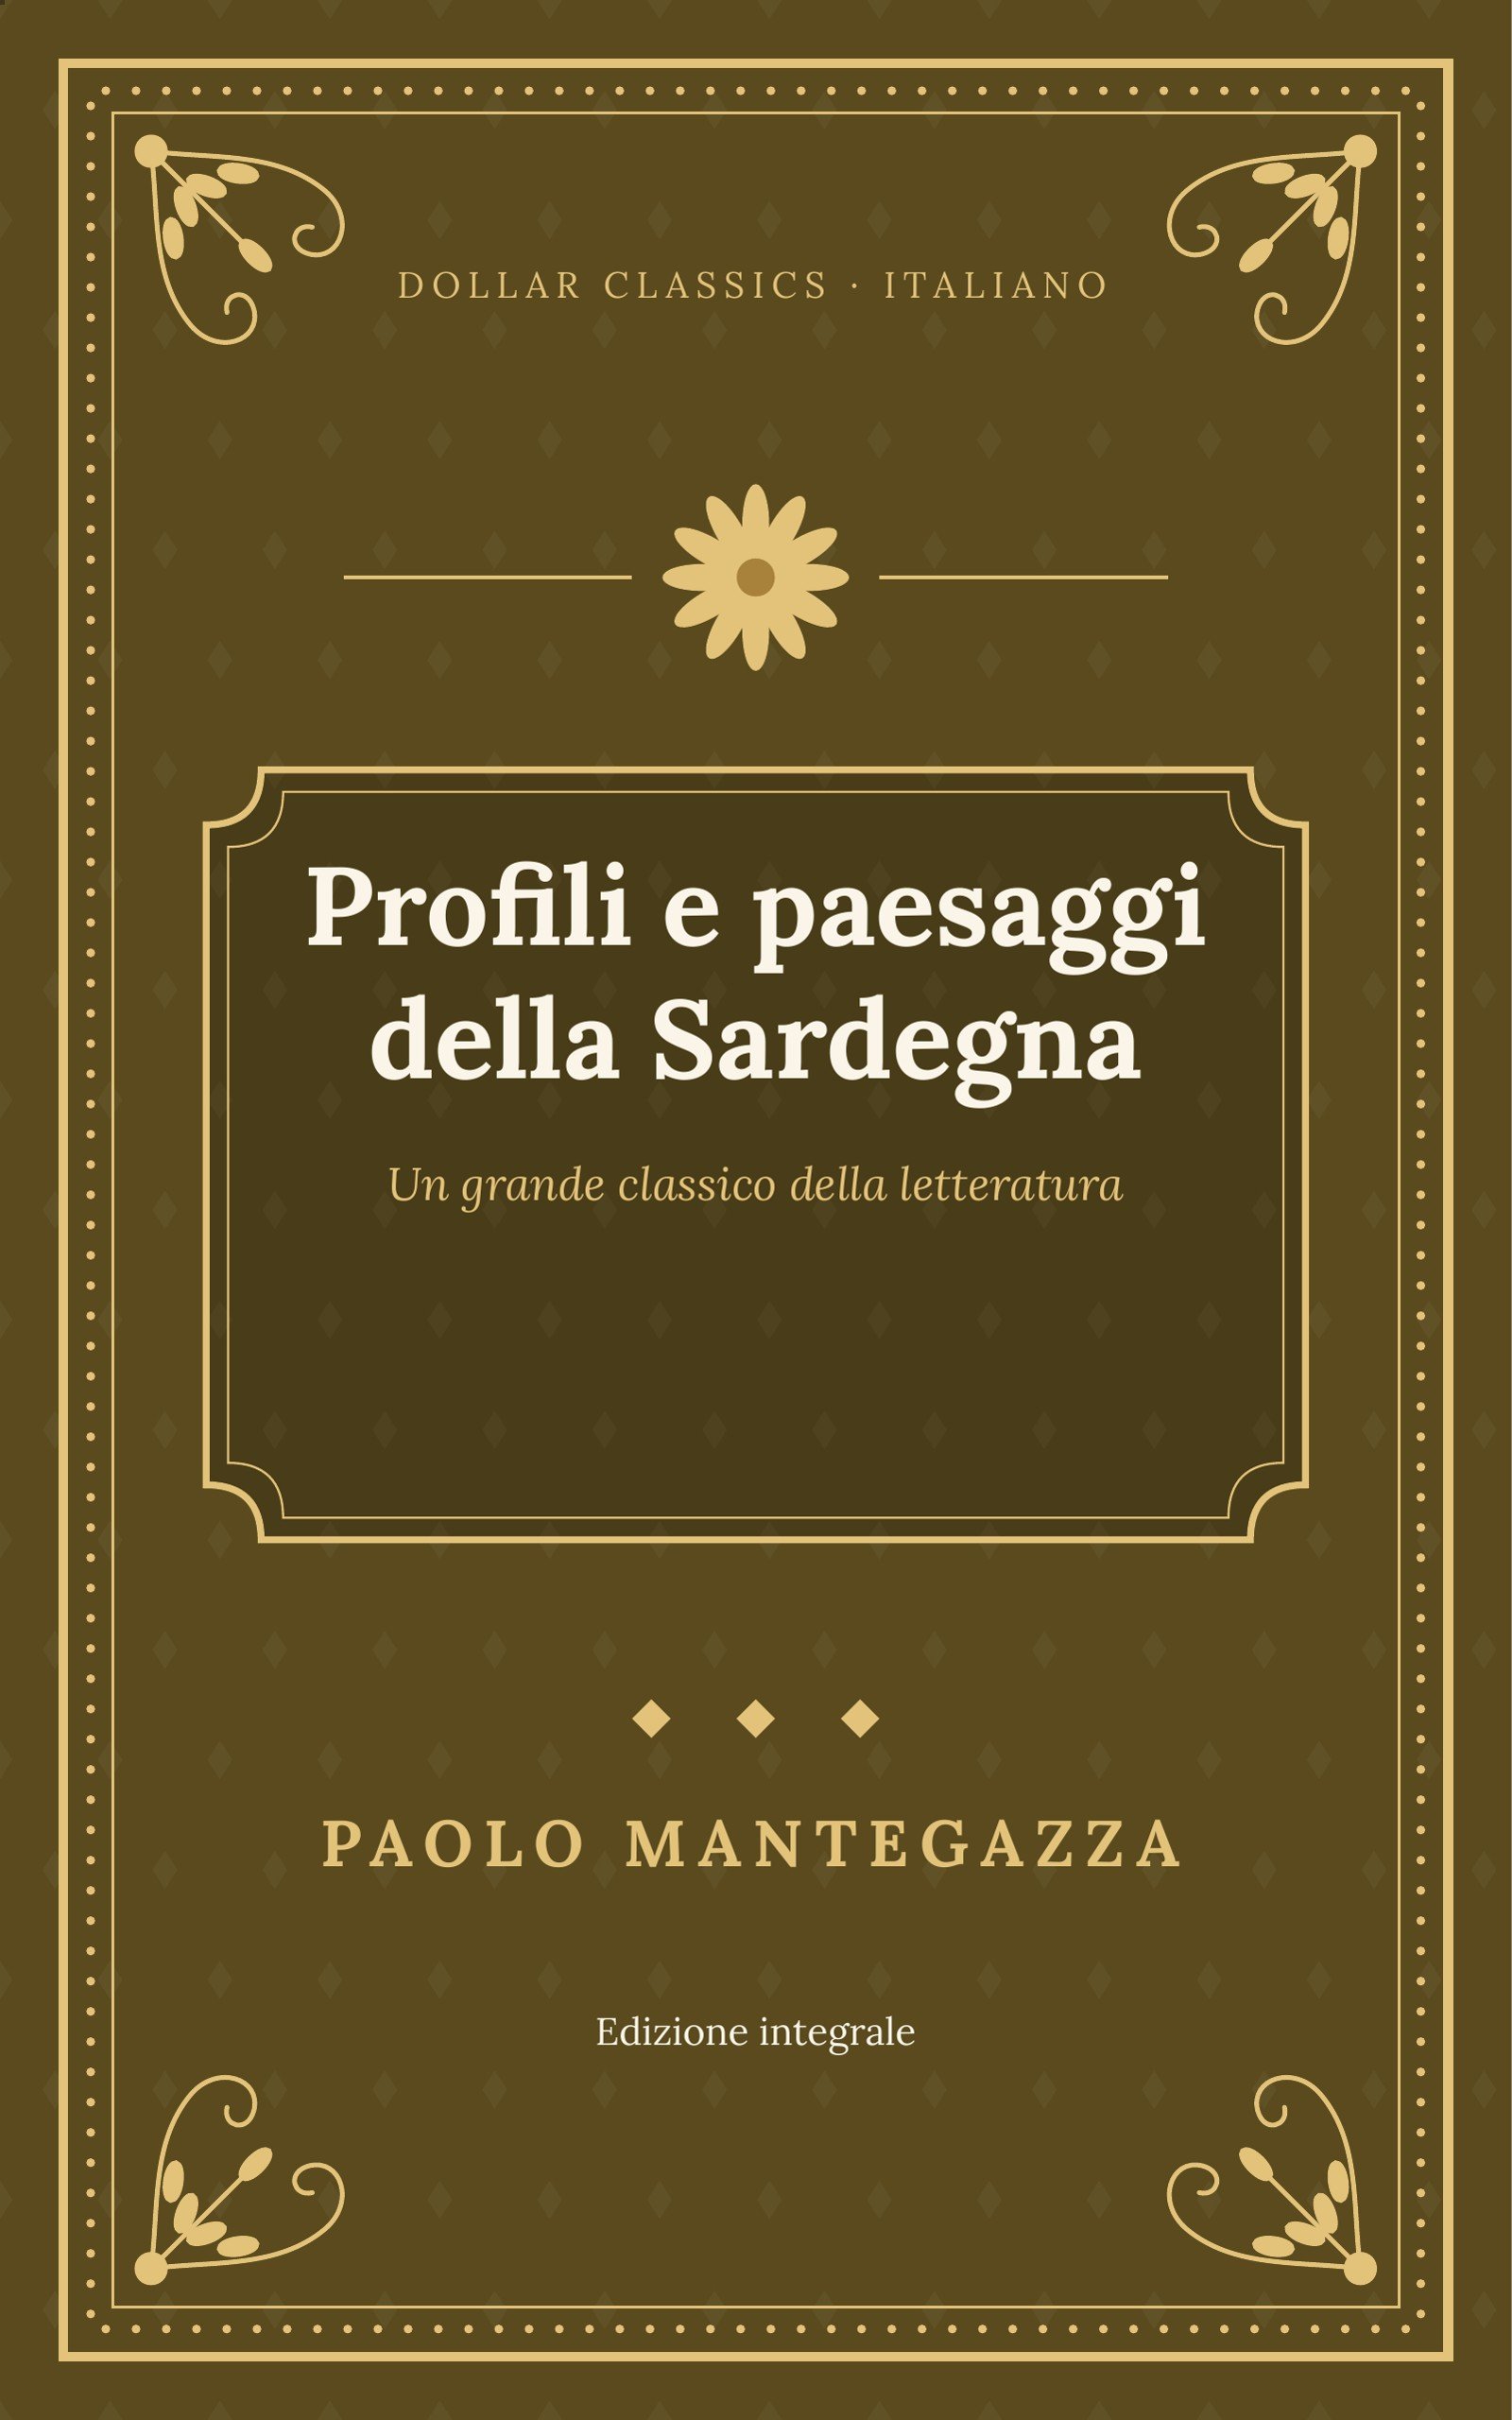 DOLLAR CLASSICS · ITALIANO
Profili e paesaggi
della Sardegna
Un grande classico della letteratura
PAOLO MANTEGAZZA
Edizione integrale